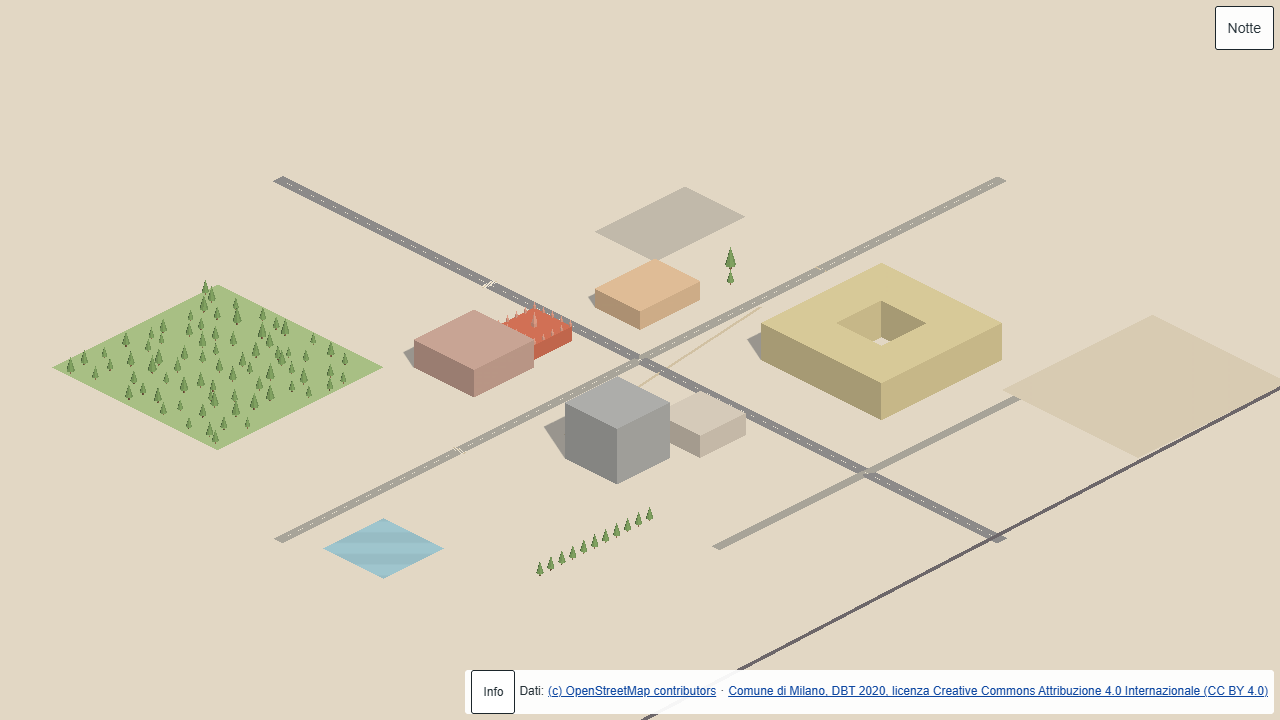 Notte
Info Dati: (c) OpenStreetMap contributors · Comune di Milano, DBT 2020, licenza Creative Commons Attribuzione 4.0 Internazionale (CC BY 4.0)